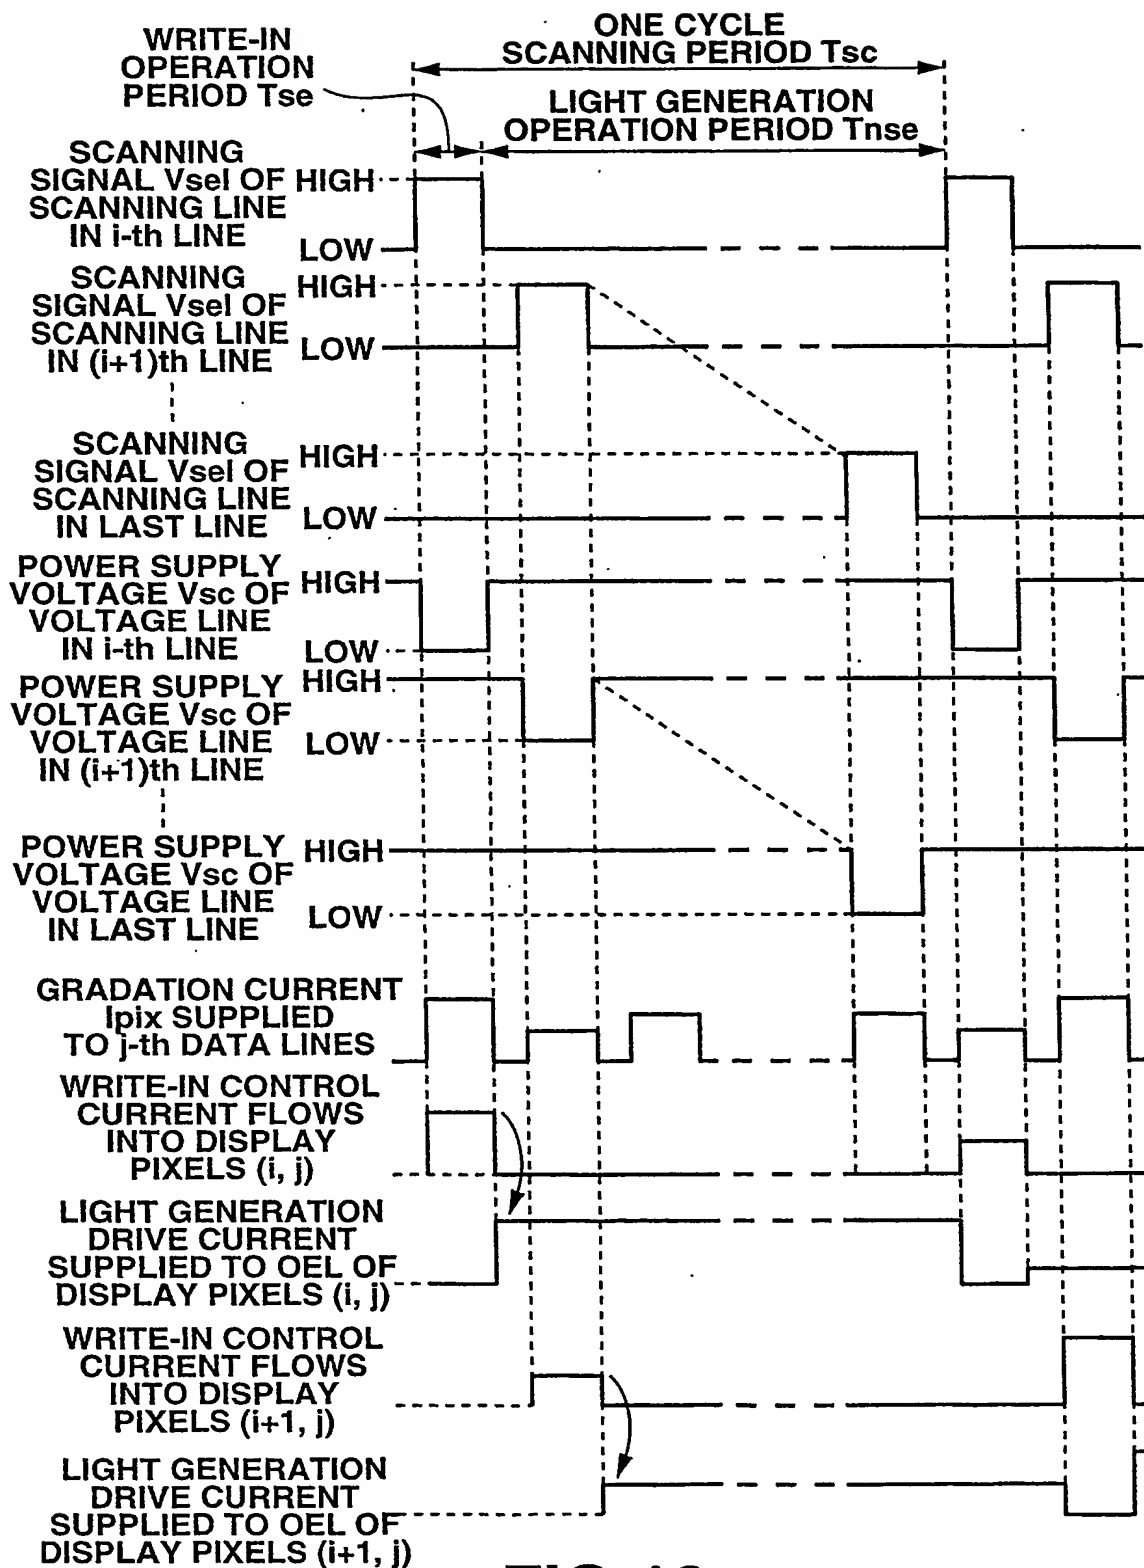 ONE CYCLE
SCANNING PERIOD Tsc
WRITE-IN
OPERATION
PERIOD Tse
LIGHT GENERATION
OPERATION PERIOD Tnse
SCANNING
SIGNAL Vsel OF
SCANNING LINE
IN i-th LINE
HIGH
LOW
SCANNING
SIGNAL Vsel OF
SCANNING LINE
IN (i+1)th LINE
HIGH
LOW
SCANNING
SIGNAL Vsel OF
SCANNING LINE
IN LAST LINE
HIGH
LOW
POWER SUPPLY
VOLTAGE Vsc OF
VOLTAGE LINE
IN i-th LINE
HIGH
LOW
POWER SUPPLY
VOLTAGE Vsc OF
VOLTAGE LINE
IN (i+1)th LINE
HIGH
LOW
POWER SUPPLY
VOLTAGE Vsc OF
VOLTAGE LINE
IN LAST LINE
HIGH
LOW
GRADATION CURRENT
Ipix SUPPLIED
TO j-th DATA LINES
WRITE-IN CONTROL
CURRENT FLOWS
INTO DISPLAY
PIXELS (i, j)
LIGHT GENERATION
DRIVE CURRENT
SUPPLIED TO OEL OF
DISPLAY PIXELS (i, j)
WRITE-IN CONTROL
CURRENT FLOWS
INTO DISPLAY
PIXELS (i+1, j)
LIGHT GENERATION
DRIVE CURRENT
SUPPLIED TO OEL OF
DISPLAY PIXELS (i+1, j)